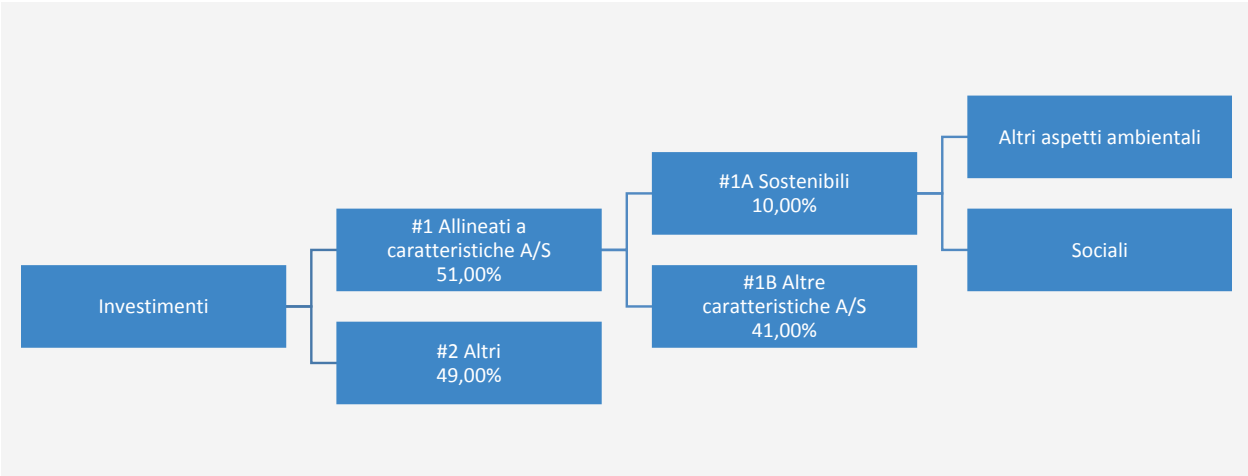 Investimenti
#1 Allineati a
caratteristiche A/S
51,00%
#2 Altri
49,00%
#1A Sostenibili
10,00%
#1B Altre
caratteristiche A/S
41,00%
Altri aspetti ambientali
Sociali